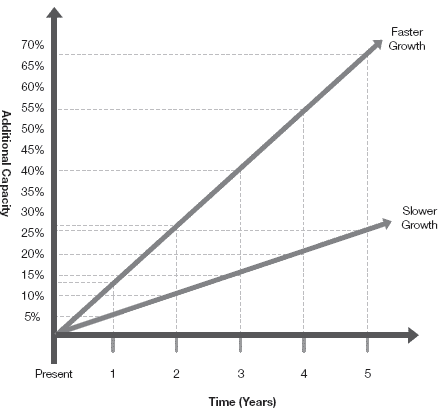 Faster
Growth
70%
65%
60%
55%
50%
45%
40%
35%
30%
25%
20%
15%
10%
5%
Additional Capacity
Slower
Growth
Present 1 2 3 4 5
Time (Years)